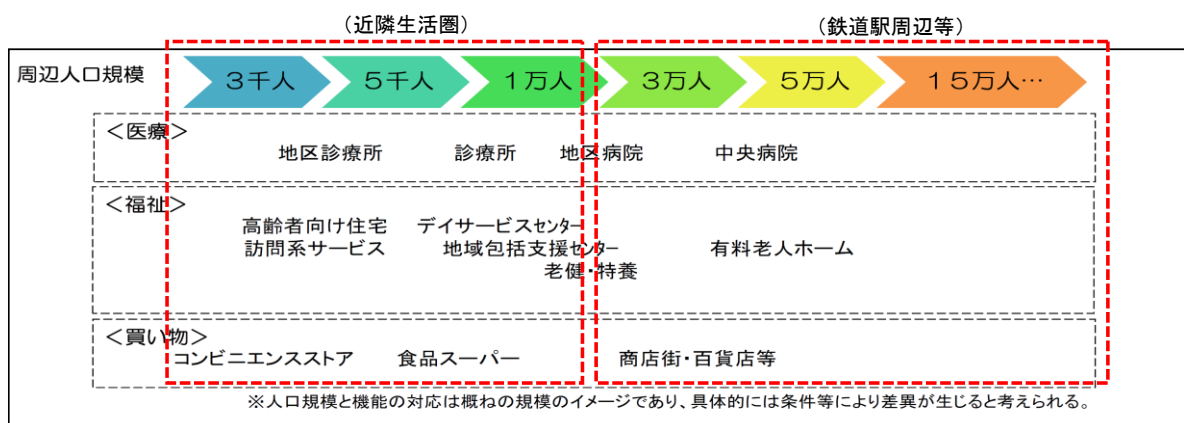 （近隣生活圏）　（鉄道駅周辺等）
周辺人口規模　３千人　５千人　１万人　３万人　５万人　１５万人…
＜医療＞
地区診療所　診療所　地区病院　中央病院
＜福祉＞
高齢者向け住宅　デイサービスセンター
訪問系サービス　地域包括支援センター　有料老人ホーム
老健・特養
＜買い物＞
コンビニエンスストア　食品スーパー　商店街・百貨店等
※人口規模と機能の対応は概ねの規模のイメージであり、具体的には条件等により差異が生じると考えられる。